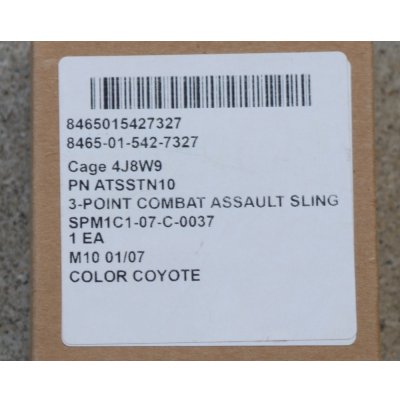 8465015427327
8465-01-542-7327
Cage 4J8W9
PN ATSSTN10
3-POINT COMBAT ASSAULT SLING
SPM1C1-07-C-0037
1 EA
M10 01/07
COLOR COYOTE